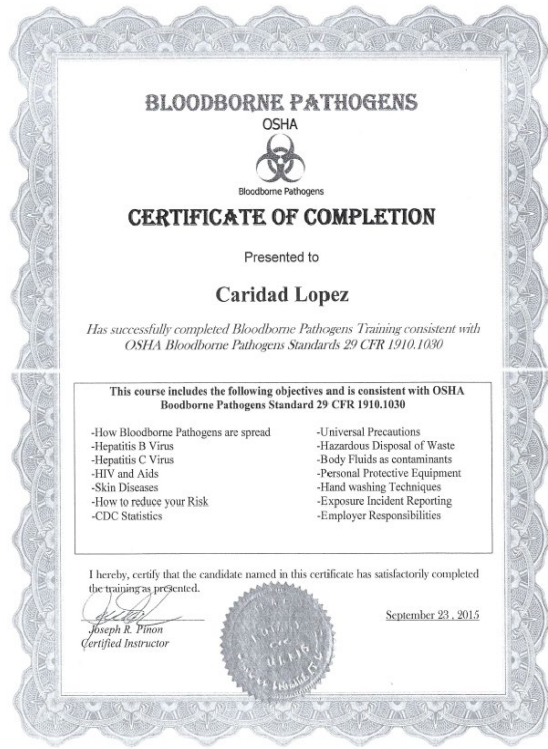 BLOODBORNE PATHOGENS
OSHA
Bloodborne Pathogens
CERTIFICATE OF COMPLETION
Presented to
Caridad Lopez
Has successfully completed Bloodborne Pathogens Training consistent with
OSHA Bloodborne Pathogens Standards 29 CFR 1910.1030
This course includes the following objectives and is consistent with OSHA
Boodborne Pathogens Standard 29 CFR 1910.1030
-How Bloodborne Pathogens are spread
-Hepatitis B Virus
-Hepatitis C Virus
-HIV and Aids
-Skin Diseases
-How to reduce your Risk
-CDC Statistics
-Universal Precautions
-Hazardous Disposal of Waste
-Body Fluids as contaminants
-Personal Protective Equipment
-Hand washing Techniques
-Exposure Incident Reporting
-Employer Responsibilities
I hereby, certify that the candidate named in this certificate has satisfactorily completed
the training as presented.
Joseph R. Pinon
Certified Instructor
September 23 , 2015